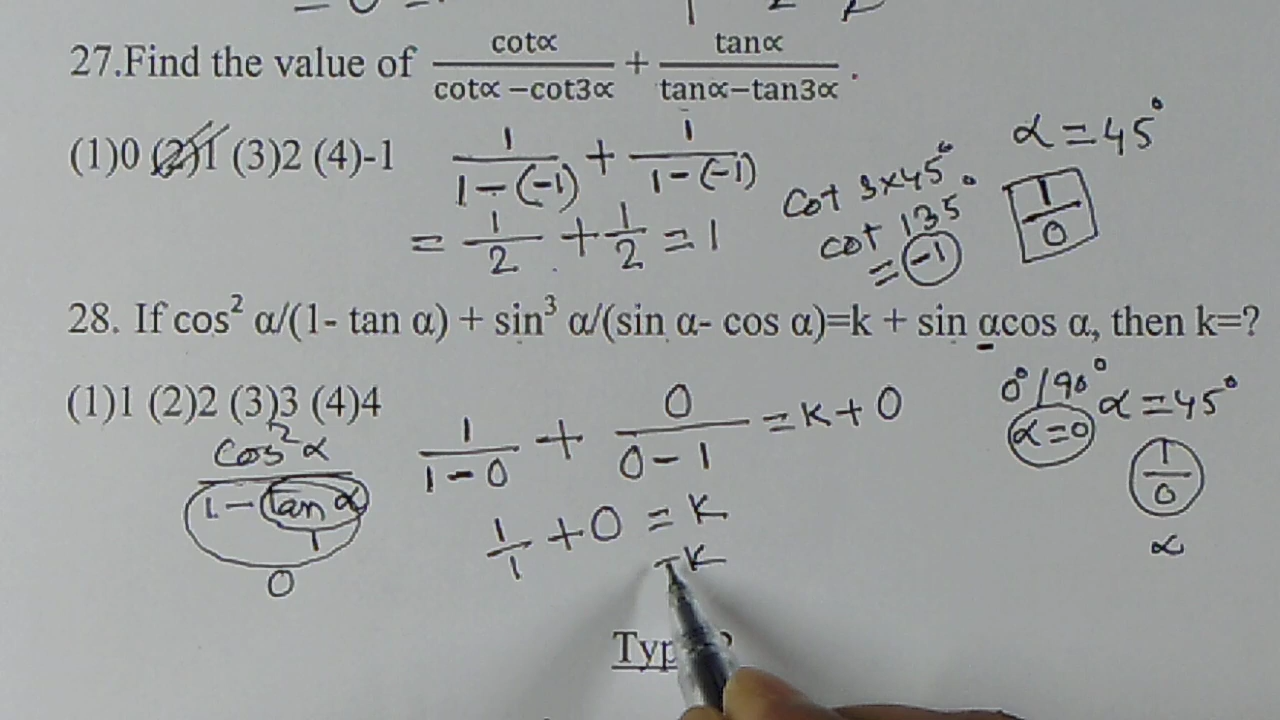 27.Find the value of cotα/(cotα−cot3α) + tanα/(tanα−tan3α).
(1)0 (2)1 (3)2 (4)-1
1/(1−(−1)) + 1/(1−(−1))
= 1/2 + 1/2 = 1
cot 3×45°
cot 135°
= −1
α = 45°
1/0
28. If cos² α/(1- tan α) + sin³ α/(sin α- cos α)=k + sin αcos α, then k=?
(1)1 (2)2 (3)3 (4)4
cos²α/(1−tan α)
1
0
1/(1−0) + 0/(0−1) = K+0
1/1 + 0 = K
K
0°/90°
α=0
α=45°
1/0
α